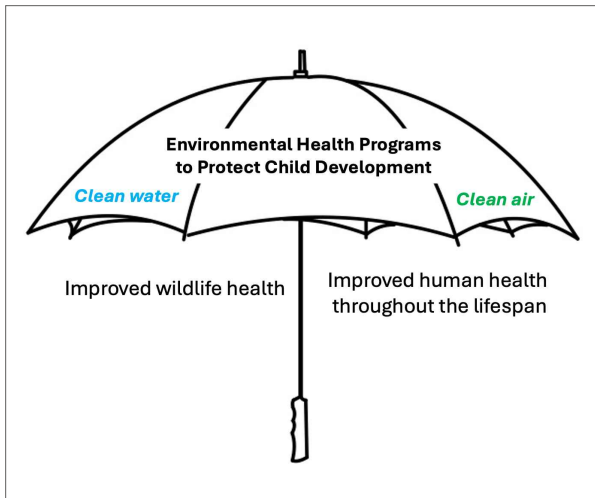 Environmental Health Programs
to Protect Child Development
Clean water
Clean air
Improved wildlife health
Improved human health
throughout the lifespan